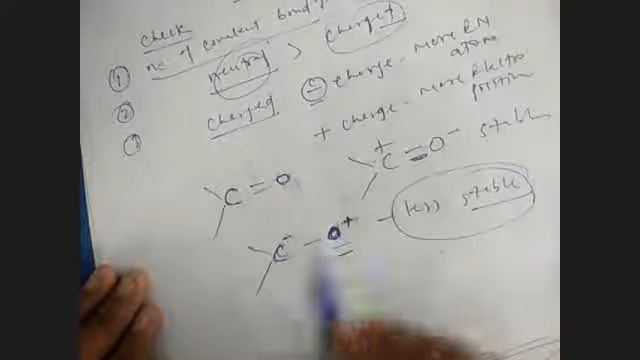 check
① no of covalent bond
② neutral > charged
③ charged ⊖ charge - more EN atom
+ charge - more electro positive
C = O
+ C = O⁻ stable
C⁻ - O⁺ - less stable